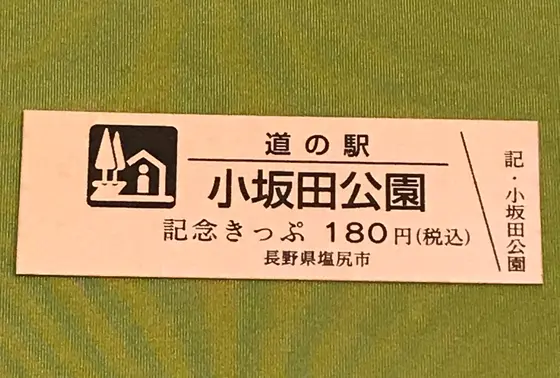 道の駅
小坂田公園
記念きっぷ 180円(税込)
長野県塩尻市
記・小坂田公園